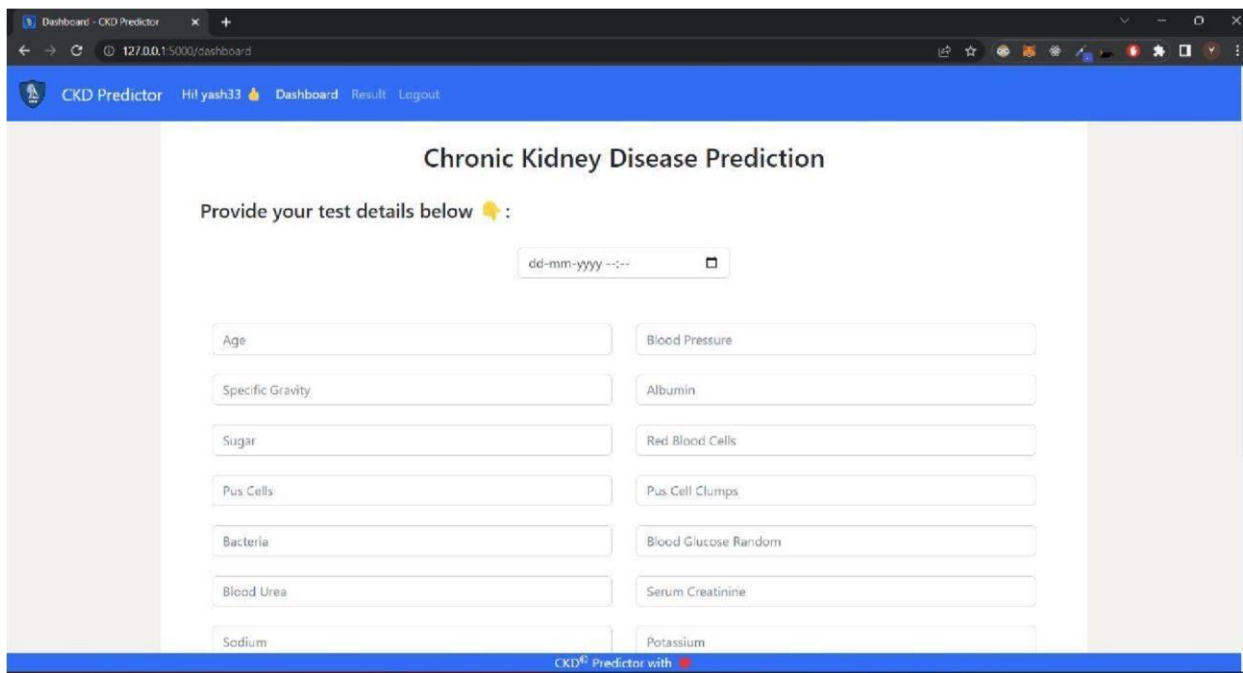 Dashboard - CKD Predictor
127.0.0.1:5000/dashboard
CKD Predictor Hi! yash33 👍 Dashboard Result Logout
Chronic Kidney Disease Prediction
Provide your test details below 👇 :
dd-mm-yyyy --:--
Age Blood Pressure
Specific Gravity Albumin
Sugar Red Blood Cells
Pus Cells Pus Cell Clumps
Bacteria Blood Glucose Random
Blood Urea Serum Creatinine
Sodium Potassium
CKD© Predictor with ❤️